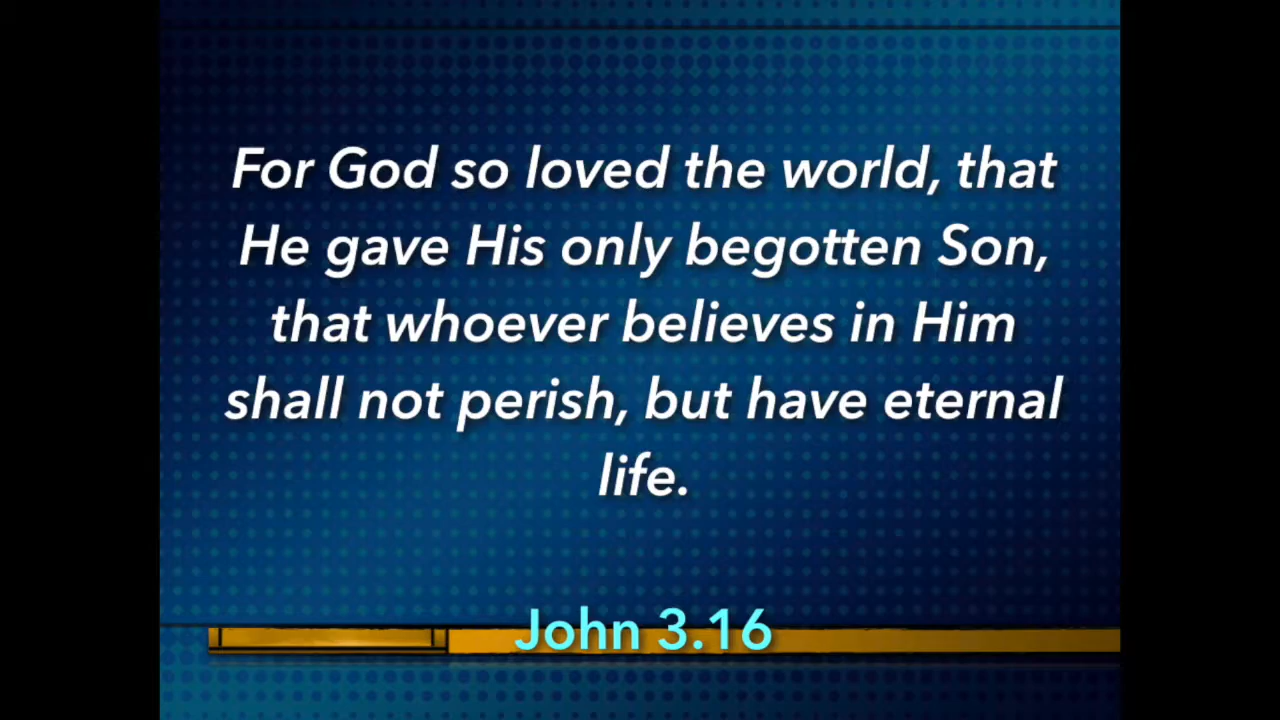 For God so loved the world, that
He gave His only begotten Son,
that whoever believes in Him
shall not perish, but have eternal
life.
John 3.16